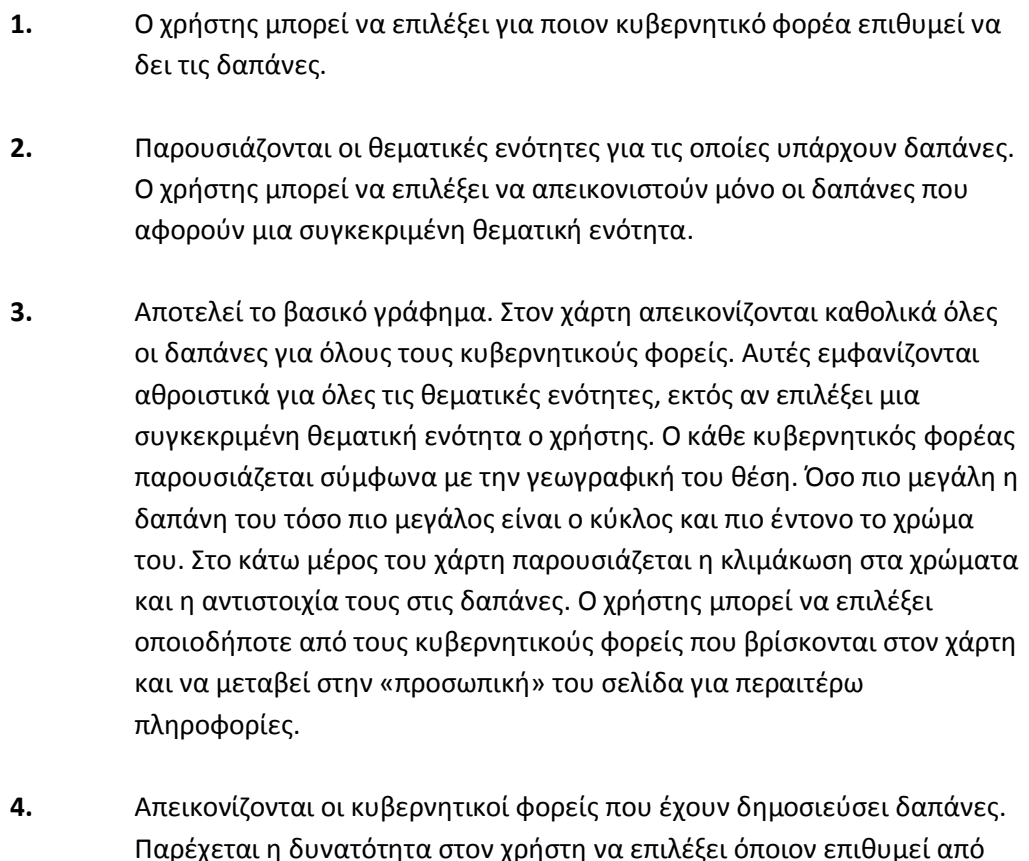 1. Ο χρήστης μπορεί να επιλέξει για ποιον κυβερνητικό φορέα επιθυμεί να
δει τις δαπάνες.
2. Παρουσιάζονται οι θεματικές ενότητες για τις οποίες υπάρχουν δαπάνες.
Ο χρήστης μπορεί να επιλέξει να απεικονιστούν μόνο οι δαπάνες που
αφορούν μια συγκεκριμένη θεματική ενότητα.
3. Αποτελεί το βασικό γράφημα. Στον χάρτη απεικονίζονται καθολικά όλες
οι δαπάνες για όλους τους κυβερνητικούς φορείς. Αυτές εμφανίζονται
αθροιστικά για όλες τις θεματικές ενότητες, εκτός αν επιλέξει μια
συγκεκριμένη θεματική ενότητα ο χρήστης. Ο κάθε κυβερνητικός φορέας
παρουσιάζεται σύμφωνα με την γεωγραφική του θέση. Όσο πιο μεγάλη η
δαπάνη του τόσο πιο μεγάλος είναι ο κύκλος και πιο έντονο το χρώμα
του. Στο κάτω μέρος του χάρτη παρουσιάζεται η κλιμάκωση στα χρώματα
και η αντιστοιχία τους στις δαπάνες. Ο χρήστης μπορεί να επιλέξει
οποιοδήποτε από τους κυβερνητικούς φορείς που βρίσκονται στον χάρτη
και να μεταβεί στην «προσωπική» του σελίδα για περαιτέρω
πληροφορίες.
4. Απεικονίζονται οι κυβερνητικοί φορείς που έχουν δημοσιεύσει δαπάνες.
Παρέχεται η δυνατότητα στον χρήστη να επιλέξει όποιον επιθυμεί από